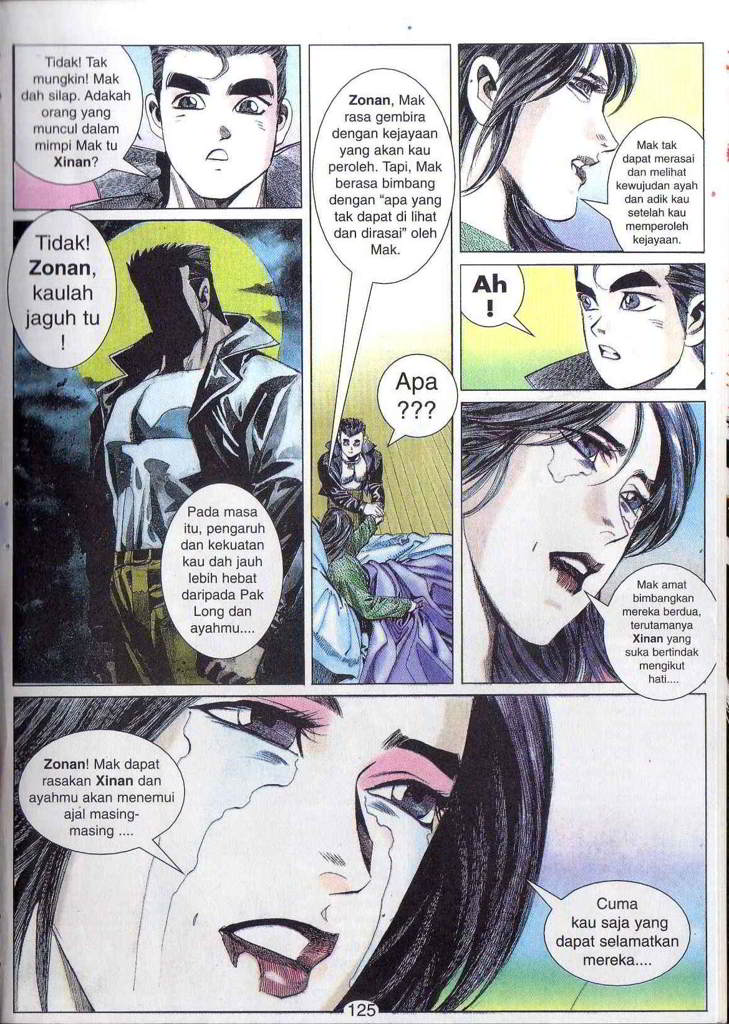 Tidak! Tak
mungkin! Mak
dah silap. Adakah
orang yang
muncul dalam
mimpi Mak tu
Xinan?
Tidak!
Zonan,
kaulah
jaguh tu
!
Pada masa
itu, pengaruh
dan kekuatan
kau dah jauh
lebih hebat
daripada Pak
Long dan
ayahmu....
Zonan, Mak
rasa gembira
dengan kejayaan
yang akan kau
peroleh. Tapi, Mak
berasa bimbang
dengan “apa yang
tak dapat di lihat
dan dirasai” oleh
Mak.
Apa
???
Mak tak
dapat merasai
dan melihat
kewujudan ayah
dan adik kau
setelah kau
memperoleh
kejayaan.
Ah
!
Mak amat
bimbangkan
mereka berdua,
terutamanya
Xinan yang
suka bertindak
mengikut
hati....
Zonan! Mak dapat
rasakan Xinan dan
ayahmu akan menemui
ajal masing-
masing ....
Cuma
kau saja yang
dapat selamatkan
mereka....
125